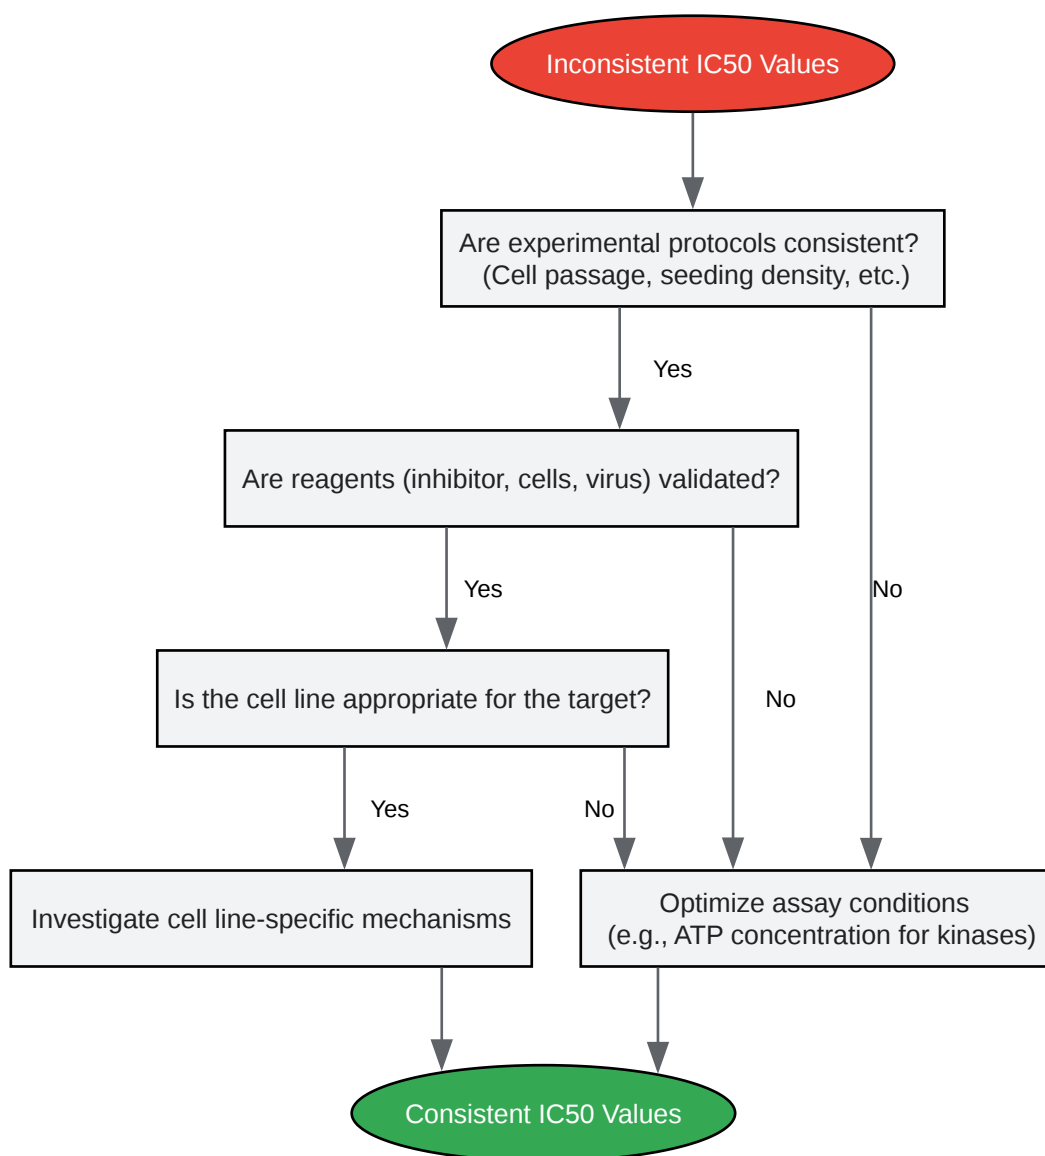 Inconsistent IC50 Values
Are experimental protocols consistent?
(Cell passage, seeding density, etc.)
Yes
Are reagents (inhibitor, cells, virus) validated?
Yes
No
Is the cell line appropriate for the target?
No
Yes
No
Investigate cell line-specific mechanisms
Optimize assay conditions
(e.g., ATP concentration for kinases)
Consistent IC50 Values